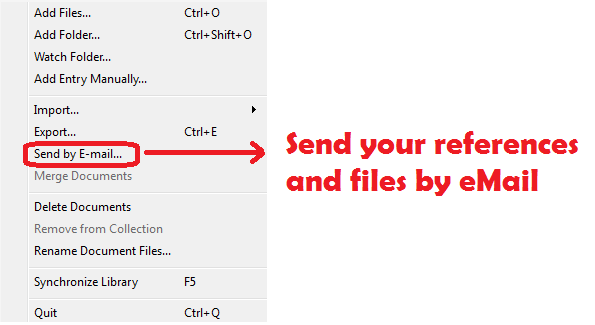 Add Files... Ctrl+O
Add Folder... Ctrl+Shift+O
Watch Folder...
Add Entry Manually...
Import...
Export... Ctrl+E
Send by E-mail...
Merge Documents
Delete Documents
Remove from Collection
Rename Document Files...
Synchronize Library F5
Quit Ctrl+Q
Send your references
and files by eMail